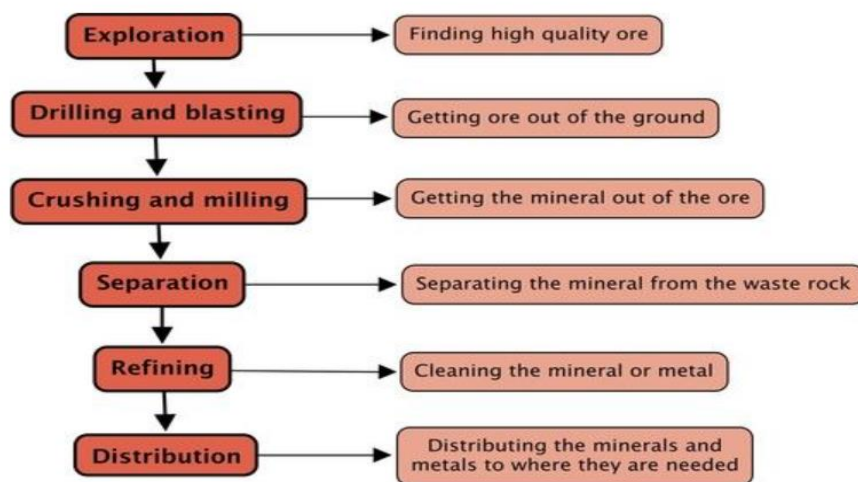 Exploration
Finding high quality ore
Drilling and blasting
Getting ore out of the ground
Crushing and milling
Getting the mineral out of the ore
Separation
Separating the mineral from the waste rock
Refining
Cleaning the mineral or metal
Distribution
Distributing the minerals and
metals to where they are needed